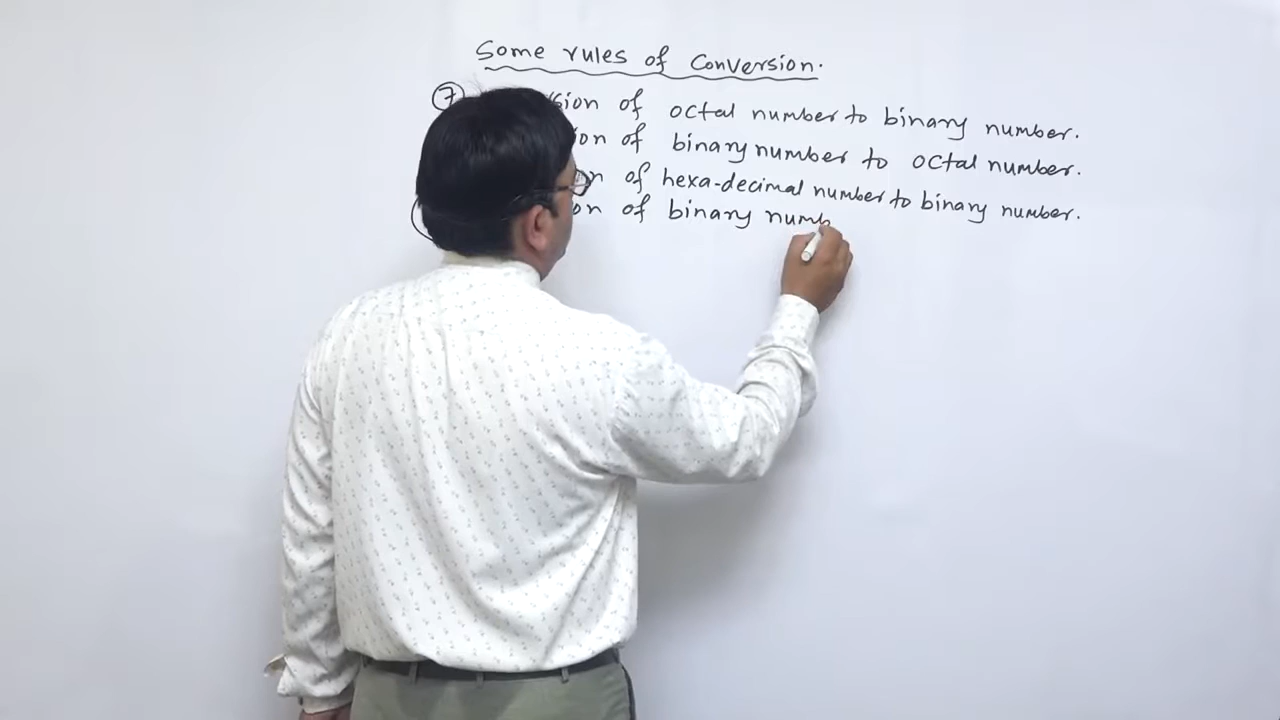 Some rules of Conversion.
7 sion of octal number to binary number.
ion of binary number to octal number.
n of hexa-decimal number to binary number.
on of binary numb